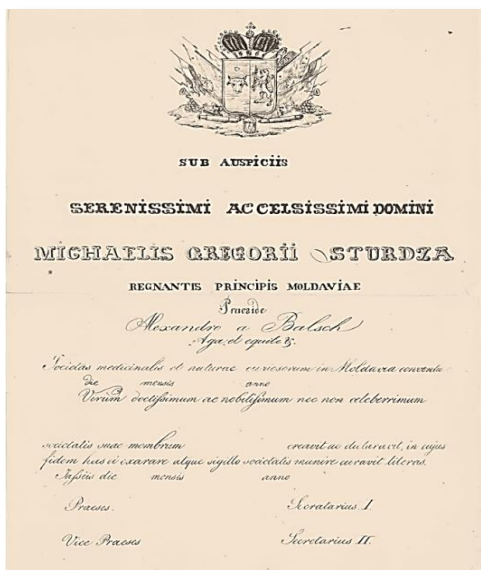 SUB AUSPICIIS
SERENISSIMI AC CELSISSIMI DOMINI
MICHAELIS GREGORII STURDZA
REGNANTIS PRINCIPIS MOLDAVIAE
Praeside
Alexandro a Balsch
Aga et equite
Societas medicinalis et naturae curiosorum in Moldavia conventu
die mensis anno
Virum doctissimum ac nobilissimum nec non celeberrimum
societatis suae membrum creavit ac declaravit, in cujus
fidem has ei exarare atque sigillo societatis munire curavit literas.
Jassiis die mensis anno
Praeses. Secratarius I
Vice Praeses Secretarius II.